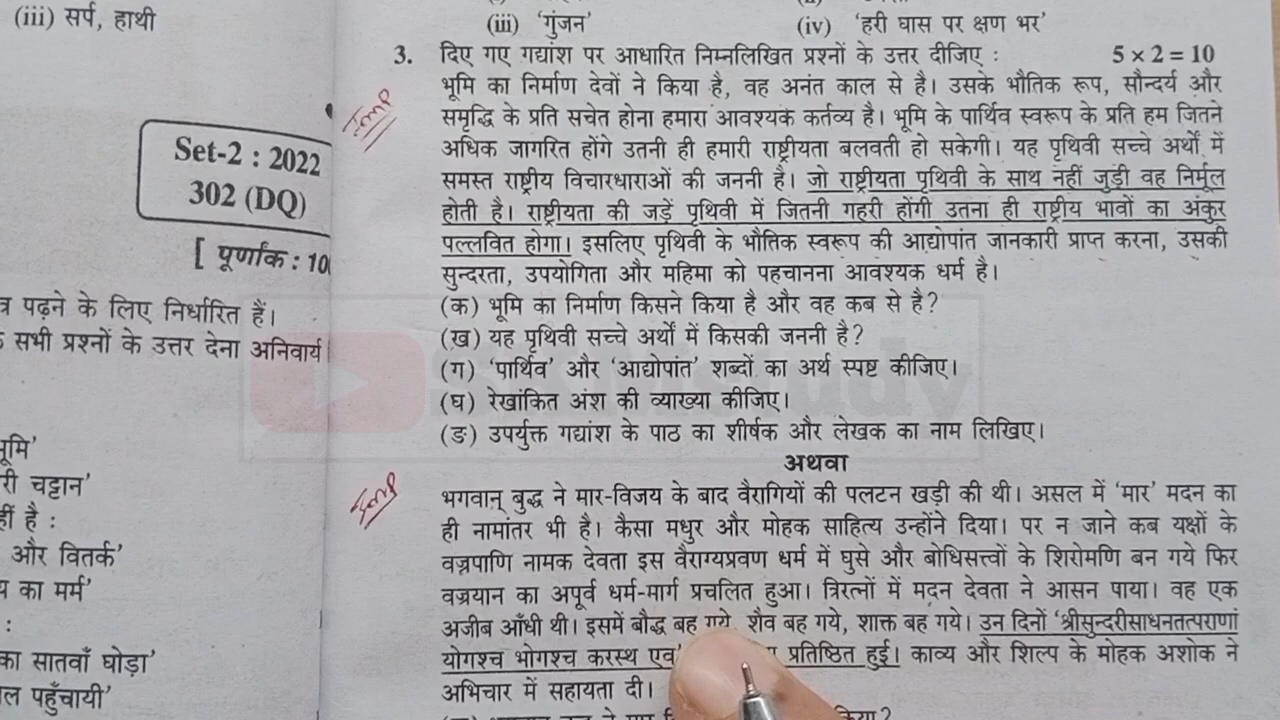 (iii) सर्प, हाथी
Set-2 : 2022
302 (DQ)
[ पूर्णांक : 10
पढ़ने के लिए निर्धारित हैं।
सभी प्रश्नों के उत्तर देना अनिवार्य
री चट्टान'
हीं है :
और वितर्क'
का मर्म'
:
का सातवाँ घोड़ा'
पहुँचायी'
(iii) 'गुंजन'
(iv) 'हरी घास पर क्षण भर'
3. दिए गए गद्यांश पर आधारित निम्नलिखित प्रश्नों के उत्तर दीजिए : 5 × 2 = 10
Imp
भूमि का निर्माण देवों ने किया है, वह अनंत काल से है। उसके भौतिक रूप, सौन्दर्य और
समृद्धि के प्रति सचेत होना हमारा आवश्यक कर्तव्य है। भूमि के पार्थिव स्वरूप के प्रति हम जितने
अधिक जागरित होंगे उतनी ही हमारी राष्ट्रीयता बलवती हो सकेगी। यह पृथिवी सच्चे अर्थों में
समस्त राष्ट्रीय विचारधाराओं की जननी है। जो राष्ट्रीयता पृथिवी के साथ नहीं जुड़ी वह निर्मूल
होती है। राष्ट्रीयता की जड़ें पृथिवी में जितनी गहरी होंगी उतना ही राष्ट्रीय भावों का अंकुर
पल्लवित होगा। इसलिए पृथिवी के भौतिक स्वरूप की आद्योपांत जानकारी प्राप्त करना, उसकी
सुन्दरता, उपयोगिता और महिमा को पहचानना आवश्यक धर्म है।
(क) भूमि का निर्माण किसने किया है और वह कब से है?
(ख) यह पृथिवी सच्चे अर्थों में किसकी जननी है?
(ग) 'पार्थिव' और 'आद्योपांत' शब्दों का अर्थ स्पष्ट कीजिए।
(घ) रेखांकित अंश की व्याख्या कीजिए।
(ङ) उपर्युक्त गद्यांश के पाठ का शीर्षक और लेखक का नाम लिखिए।
अथवा
Imp
भगवान् बुद्ध ने मार-विजय के बाद वैरागियों की पलटन खड़ी की थी। असल में 'मार' मदन का
ही नामांतर भी है। कैसा मधुर और मोहक साहित्य उन्होंने दिया। पर न जाने कब यक्षों के
वज्रपाणि नामक देवता इस वैराग्यप्रवण धर्म में घुसे और बोधिसत्त्वों के शिरोमणि बन गये फिर
वज्रयान का अपूर्व धर्म-मार्ग प्रचलित हुआ। त्रिरत्नों में मदन देवता ने आसन पाया। वह एक
अजीब आँधी थी। इसमें बौद्ध बह गये, शैव बह गये, शाक्त बह गये। उन दिनों 'श्रीसुन्दरीसाधनतत्पराणां
योगश्च भोगश्च करस्थ एव' प्रतिष्ठित हुई। काव्य और शिल्प के मोहक अशोक ने
अभिचार में सहायता दी।